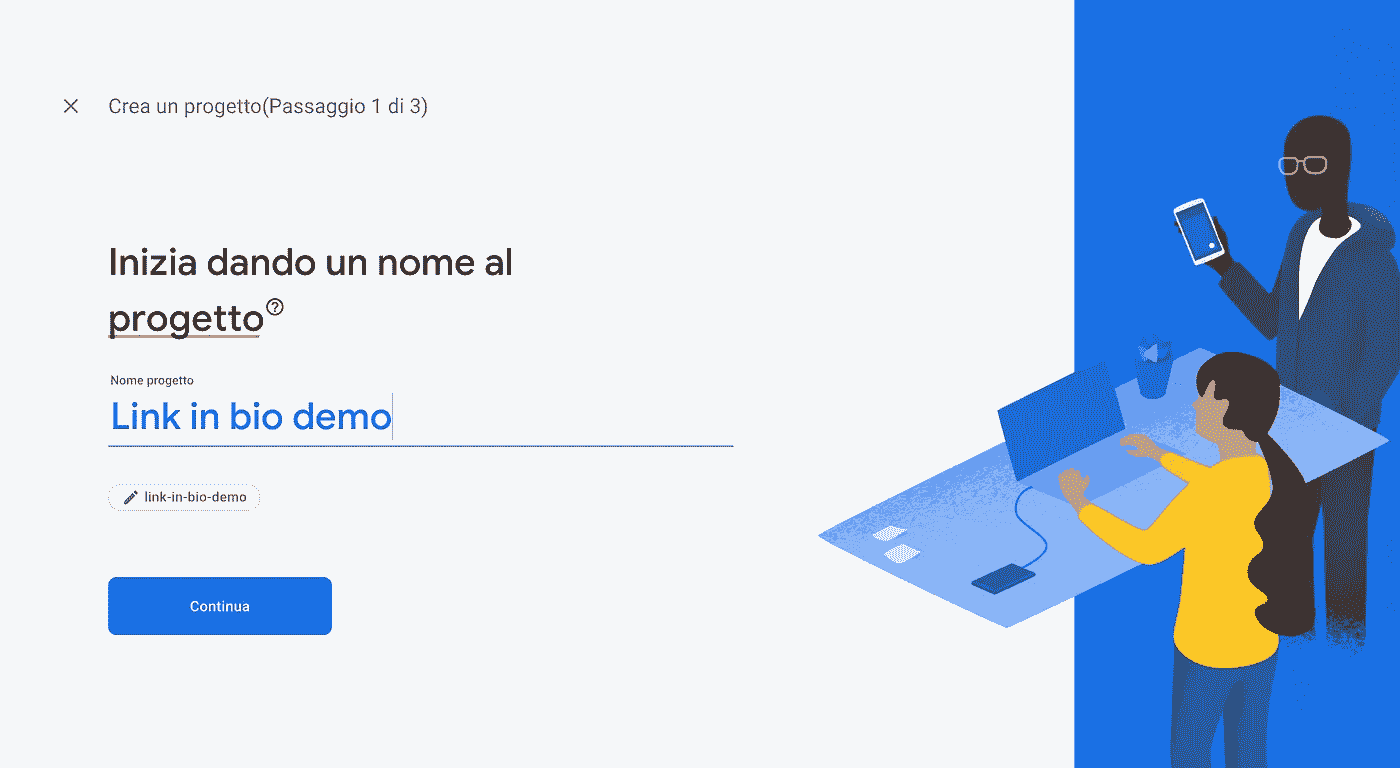 Crea un progetto(Passaggio 1 di 3)
Inizia dando un nome al
progetto
Nome progetto
Link in bio demo
link-in-bio-demo
Continua